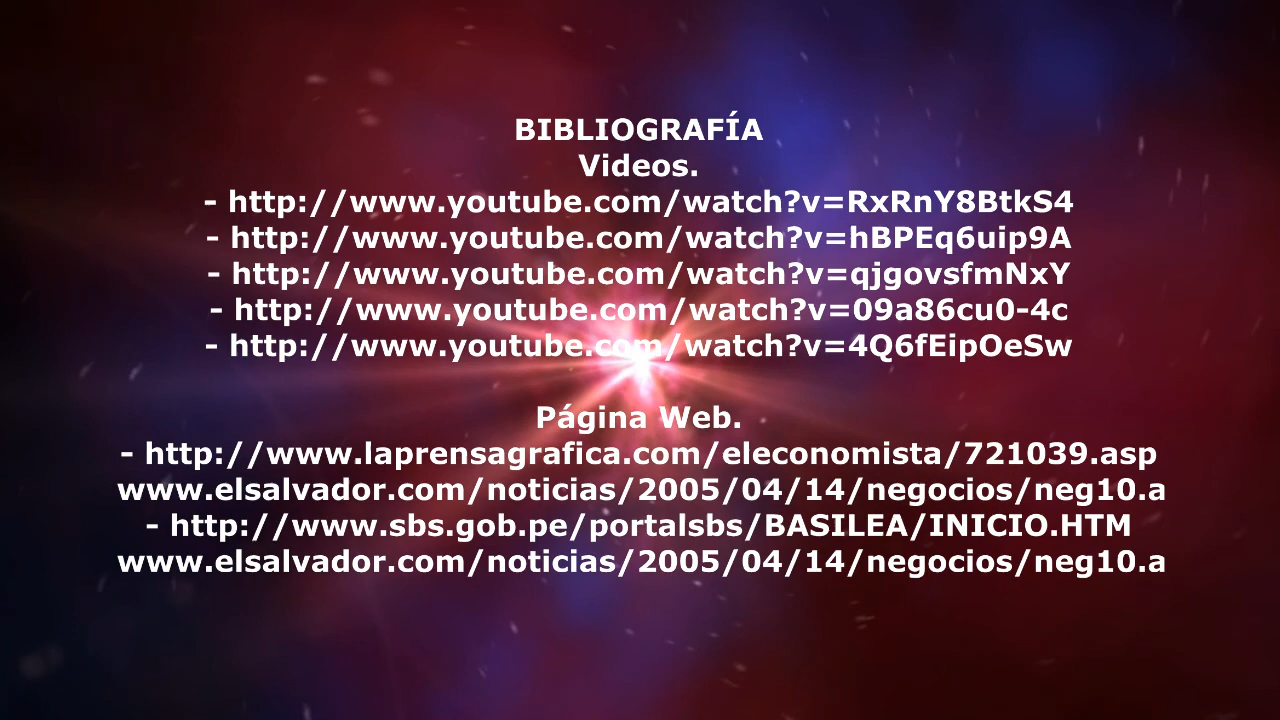 BIBLIOGRAFÍA
Videos.
- http://www.youtube.com/watch?v=RxRnY8BtkS4
- http://www.youtube.com/watch?v=hBPEq6uip9A
- http://www.youtube.com/watch?v=qjgovsfmNxY
- http://www.youtube.com/watch?v=09a86cu0-4c
- http://www.youtube.com/watch?v=4Q6fEipOeSw
Página Web.
- http://www.laprensagrafica.com/eleconomista/721039.asp
www.elsalvador.com/noticias/2005/04/14/negocios/neg10.a
- http://www.sbs.gob.pe/portalsbs/BASILEA/INICIO.HTM
www.elsalvador.com/noticias/2005/04/14/negocios/neg10.a